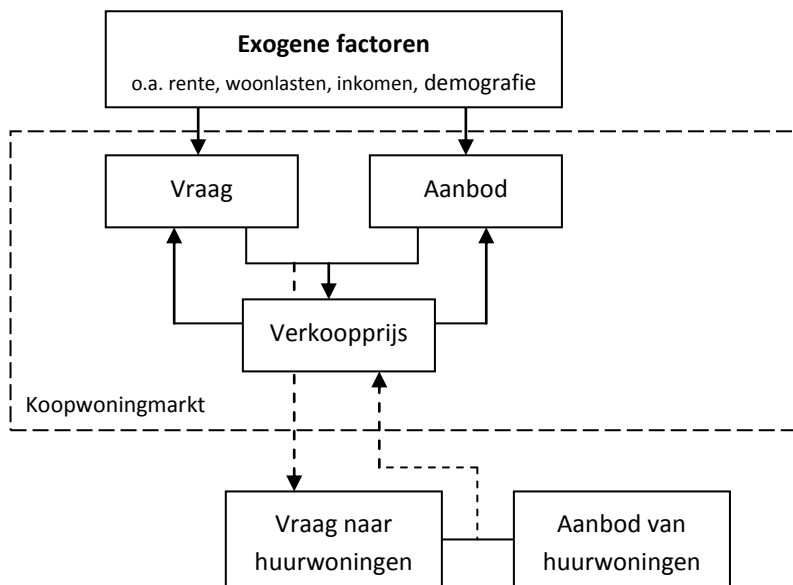 Exogene factoren
o.a. rente, woonlasten, inkomen, demografie
Vraag
Aanbod
Verkoopprijs
Koopwoningmarkt
Vraag naar
huurwoningen
Aanbod van
huurwoningen